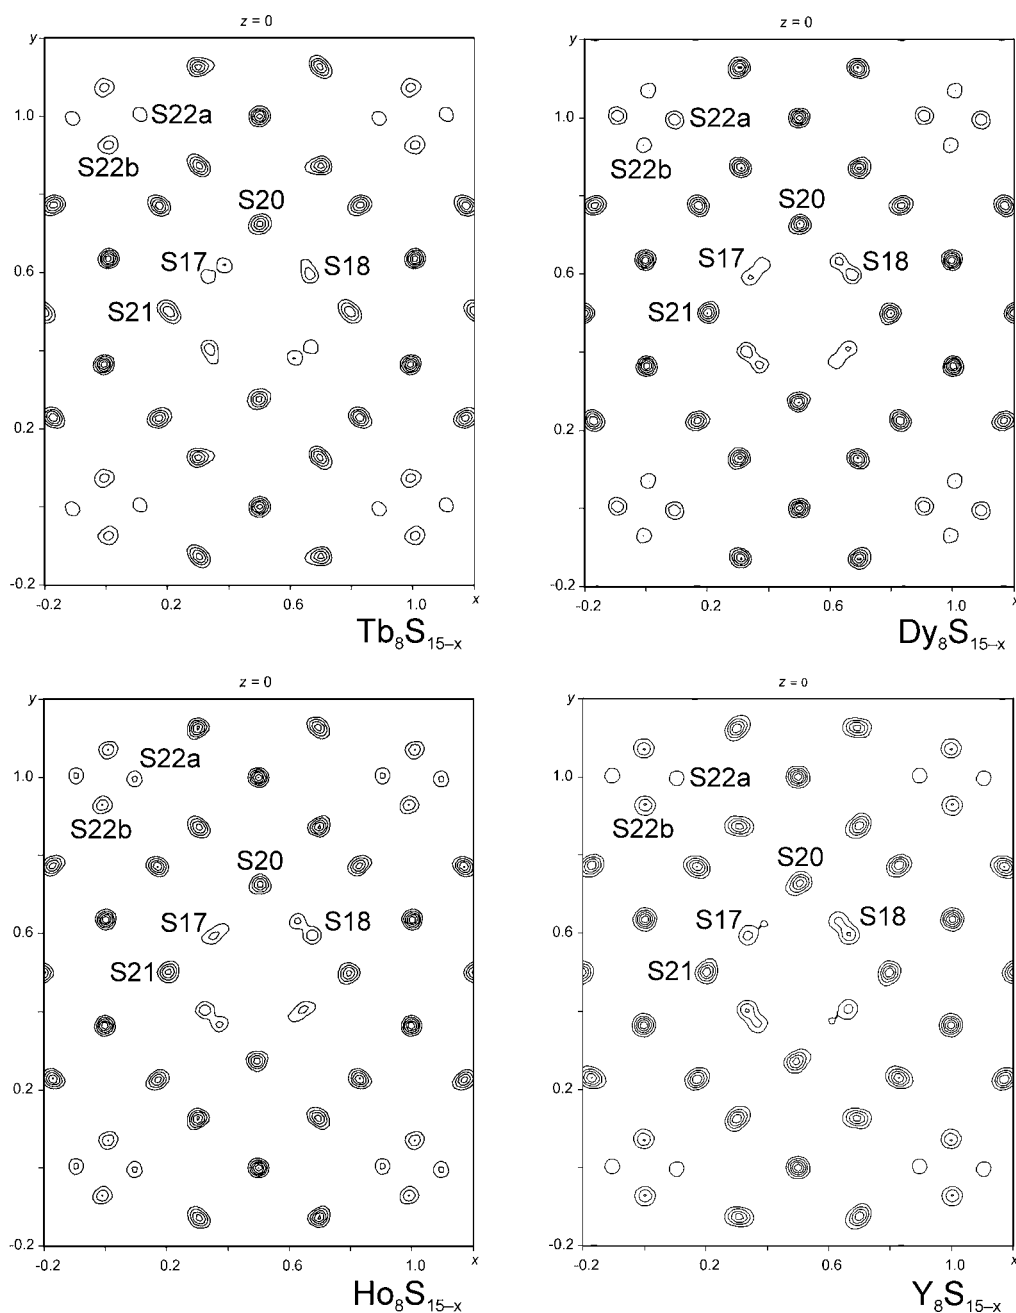 z = 0
y
1.0
S22a
S22b
S20
S17
S18
0.6
S21
0.2
-0.2
-0.2
0.2
0.6
1.0
x
Tb8S15–x
z = 0
y
1.0
S22a
S22b
S20
S17
S18
0.6
S21
0.2
-0.2
-0.2
0.2
0.6
1.0
x
Dy8S15–x
z = 0
y
S22a
1.0
S22b
S20
S17
S18
0.6
S21
0.2
-0.2
-0.2
0.2
0.6
1.0
x
Ho8S15–x
z = 0
y
1.0
S22a
S22b
S20
S17
S18
0.6
S21
0.2
-0.2
-0.2
0.2
0.6
1.0
x
Y8S15–x